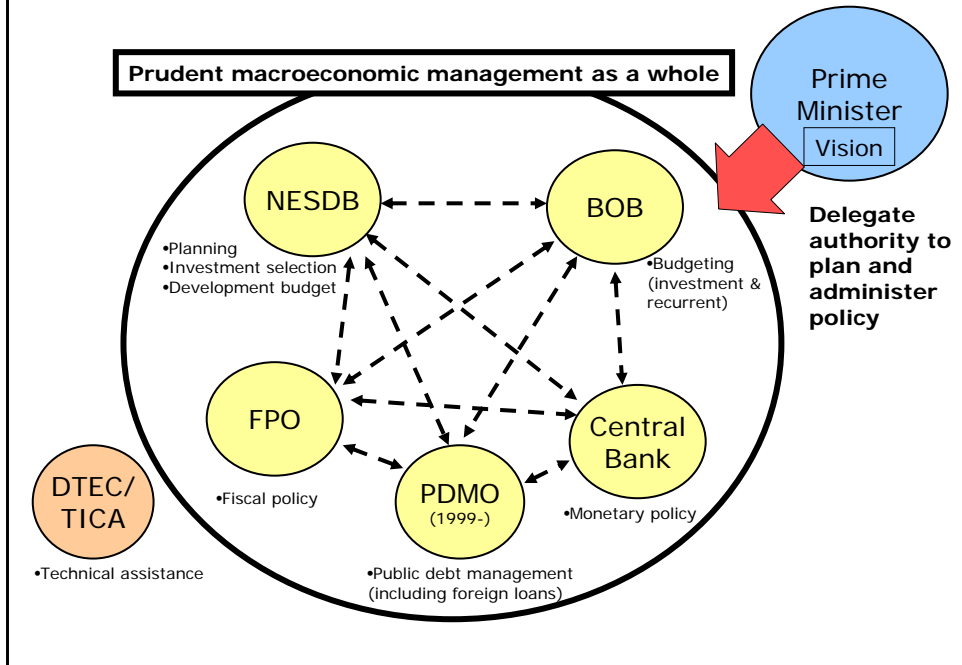 Prudent macroeconomic management as a whole
Prime
Minister
Vision
Delegate
authority to
plan and
administer
policy
NESDB
•Planning
•Investment selection
•Development budget
BOB
•Budgeting
(investment &
recurrent)
FPO
•Fiscal policy
PDMO
(1999-)
•Public debt management
(including foreign loans)
Central
Bank
•Monetary policy
DTEC/
TICA
•Technical assistance